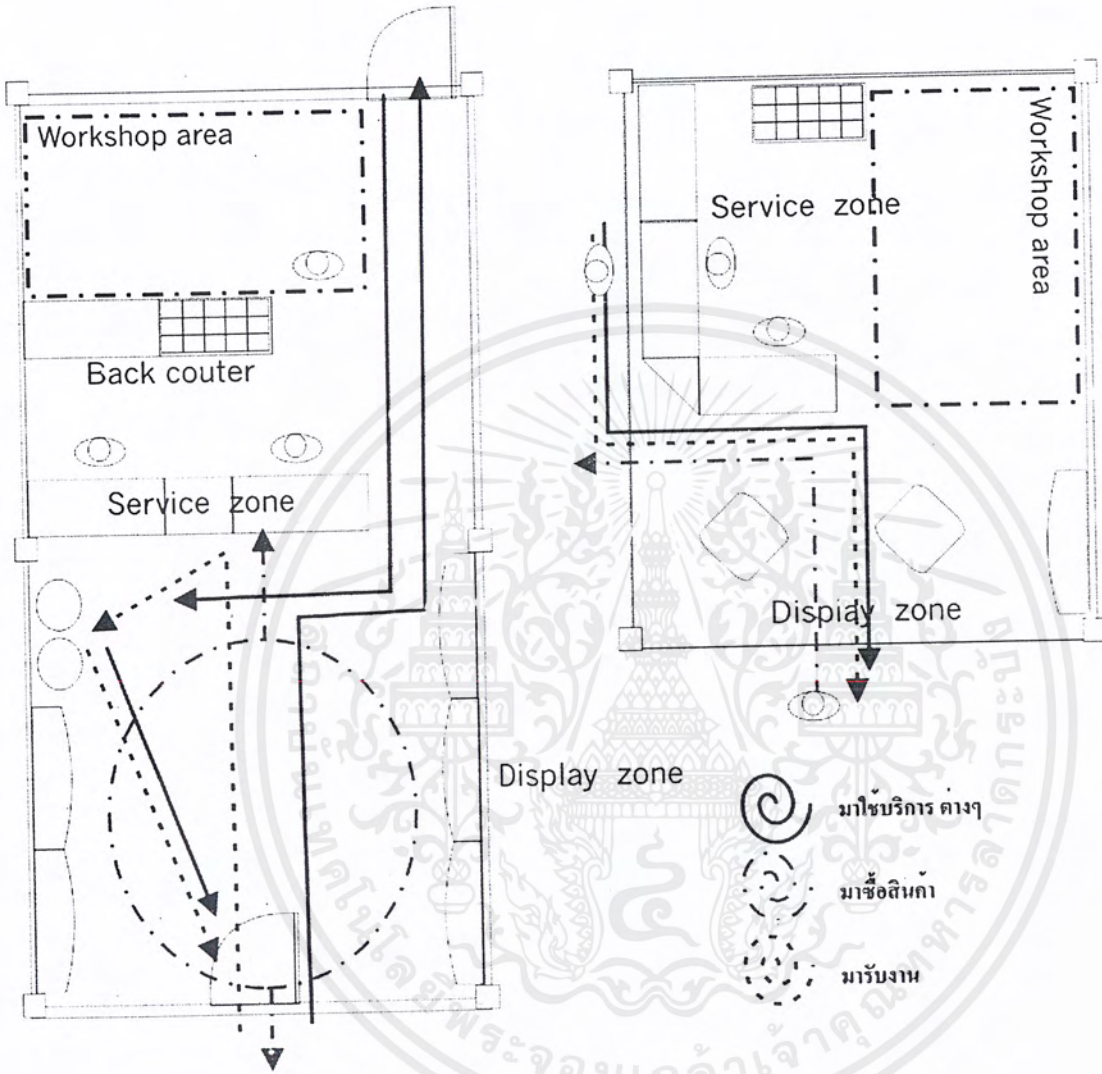 Workshop area
Back couter
Service zone
Display zone
Service zone
Workshop area
Display zone
มาใช้บริการ ต่างๆ
มาซื้อสินค้า
มารับงาน